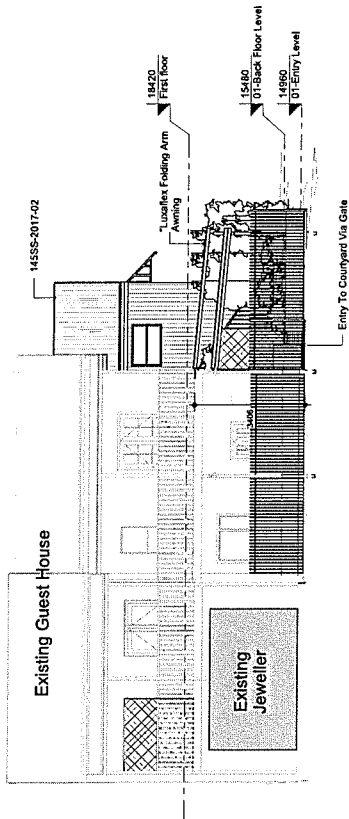 145SS-2017-02
18420
First floor
"Luxaflex Folding Arm
Awning
15480
01-Back Floor Level
14960
01-Entry Level
Existing Guest House
3406
Existing
Jeweller
Entry To Courtyard Via Gate